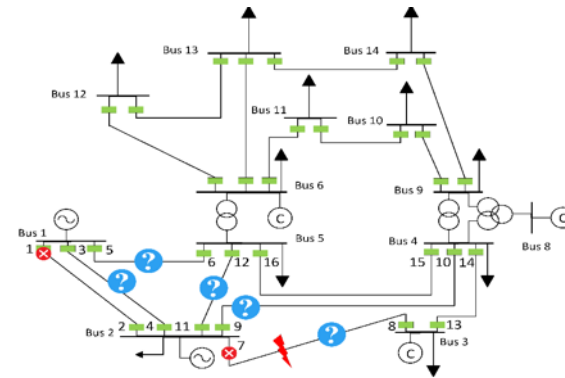 Bus 13
Bus 14
Bus 12
Bus 11
Bus 10
Bus 6
Bus 9
C
C
Bus 8
Bus 1
1 3 5
?
?
?
?
?
6 12 16
Bus 5
Bus 4
15 10 14
2 4 11 9
Bus 2
7
8 13
C
Bus 3